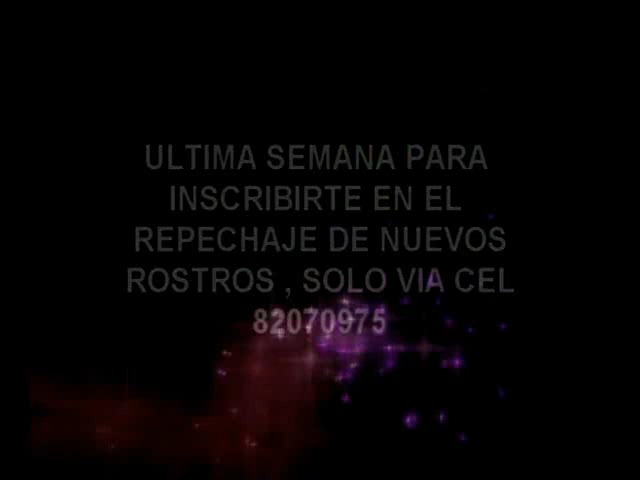 ULTIMA SEMANA PARA
INSCRIBIRTE EN EL
REPECHAJE DE NUEVOS
ROSTROS , SOLO VIA CEL
82070975